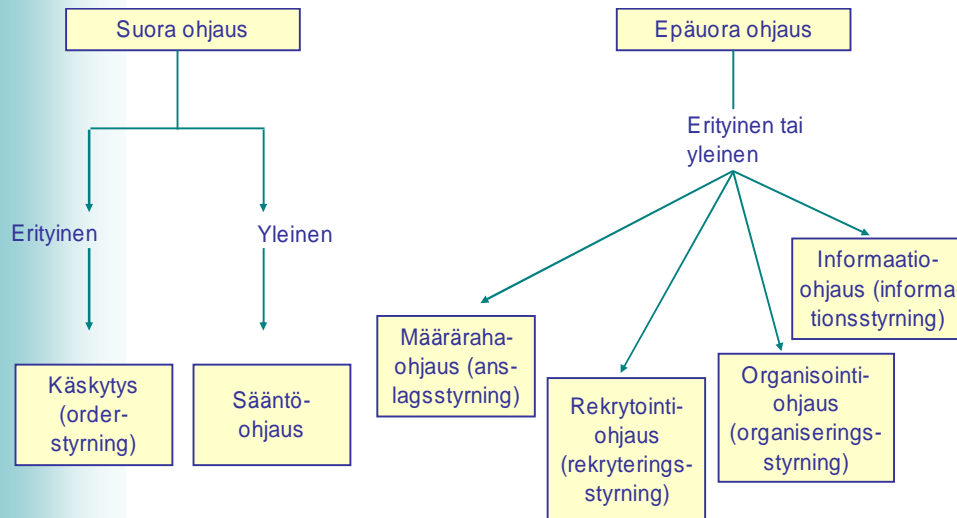 Suora ohjaus
Epäuora ohjaus
Erityinen tai
yleinen
Erityinen
Yleinen
Informaatio-
ohjaus (informa-
tionsstyrning)
Määräraha-
ohjaus (ans-
lagsstyrning)
Käskytys
(order-
styrning)
Sääntö-
ohjaus
Rekrytointi-
ohjaus
(rekryterings-
styrning)
Organisointi-
ohjaus
(organiserings-
styrning)